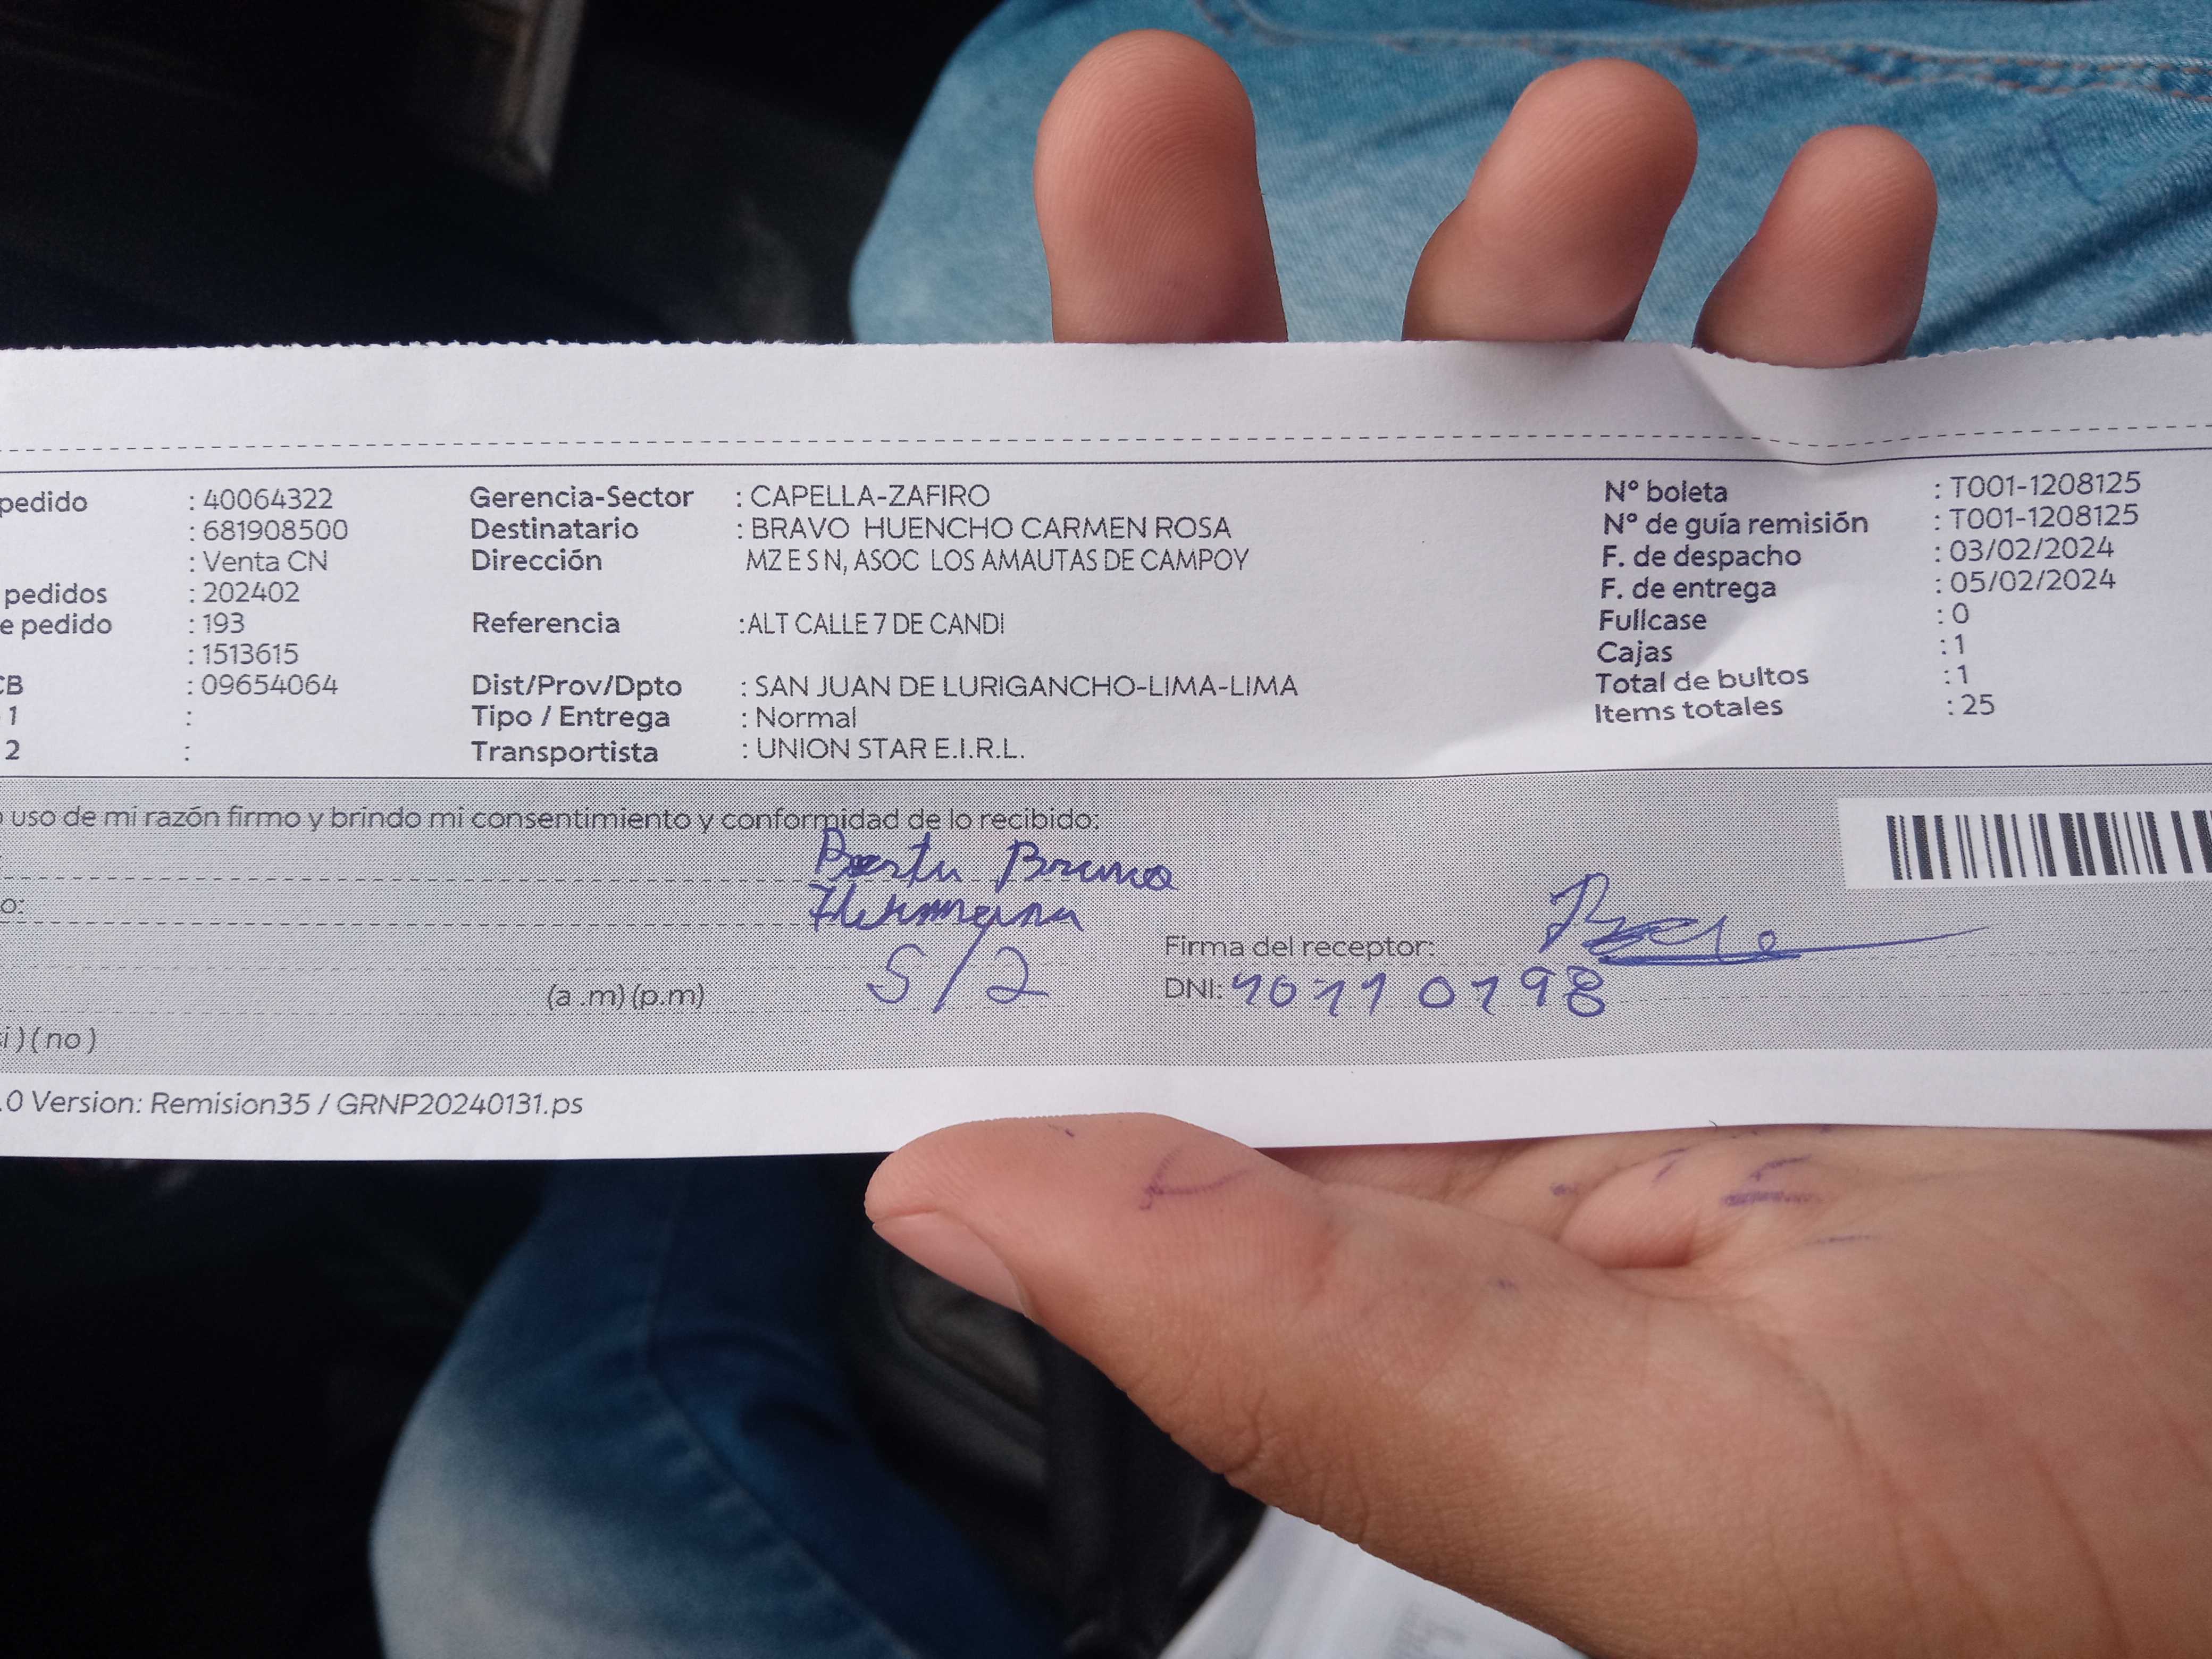 pedido : 40064322 Gerencia-Sector : CAPELLA-ZAFIRO Nº boleta : T001-1208125
: 681908500 Destinatario : BRAVO HUENCHO CARMEN ROSA Nº de guía remisión : T001-1208125
: Venta CN Dirección MZ E S N, ASOC LOS AMAUTAS DE CAMPOY F. de despacho : 03/02/2024
pedidos : 202402 F. de entrega : 05/02/2024
e pedido : 193 Referencia :ALT CALLE 7 DE CANDI Fullcase : 0
: 1513615 Cajas : 1
CB : 09654064 Dist/Prov/Dpto : SAN JUAN DE LURIGANCHO-LIMA-LIMA Total de bultos : 1
1 : Tipo / Entrega : Normal Items totales : 25
2 : Transportista : UNION STAR E.I.R.L.
uso de mi razón firmo y brindo mi consentimiento y conformidad de lo recibido:
o:
Firma del receptor:
(a .m) (p.m) 5/2 DNI:
i ) ( no )
.0 Version: Remision35 / GRNP20240131.ps